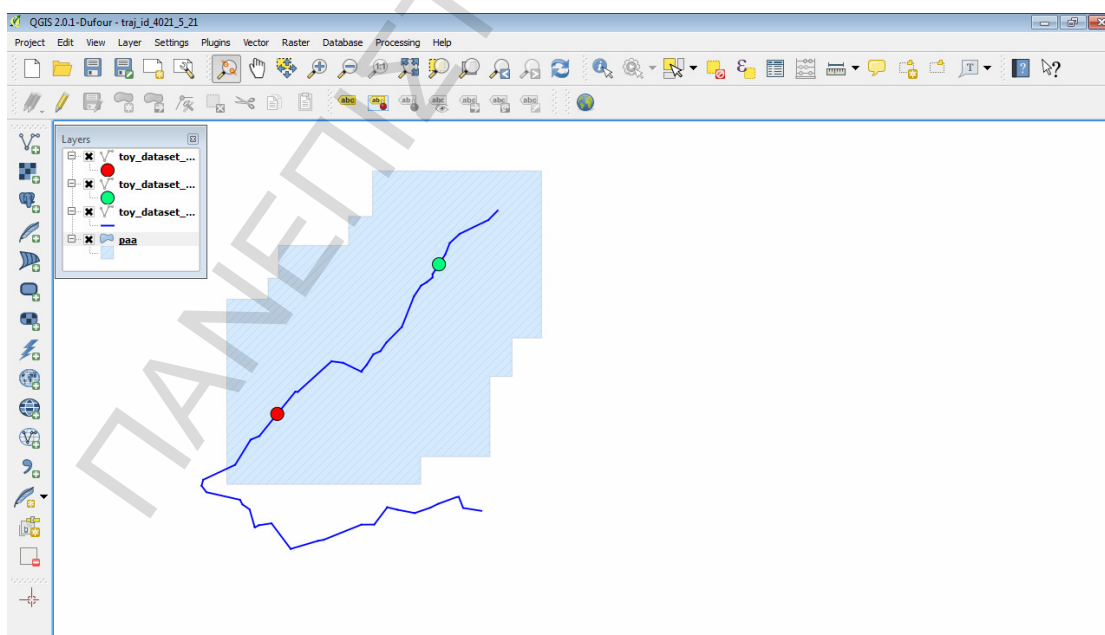 QGIS 2.0.1-Dufour - traj_id_4021_5_21
Project Edit View Layer Settings Plugins Vector Raster Database Processing Help
abc
Layers
toy_dataset_...
toy_dataset_...
toy_dataset_...
paa
ΠΑΝΕΠΙΣΤ